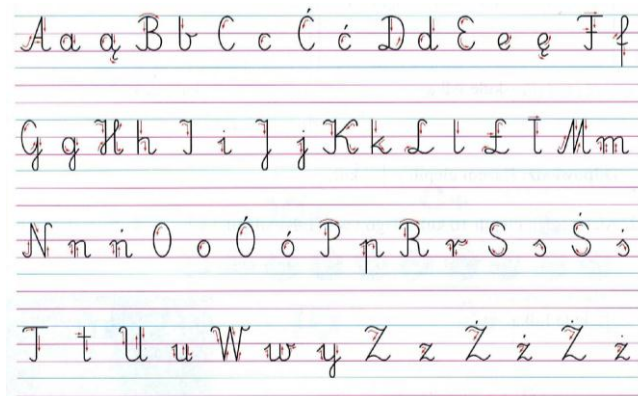 A a ą B b C c Ć ć D d E e ę F f
G g H h I i J j K k L l Ł ł M m
N n ń O o Ó ó P p R r S s Ś ś
T t U u W w y Z z Ż ż Ź ź